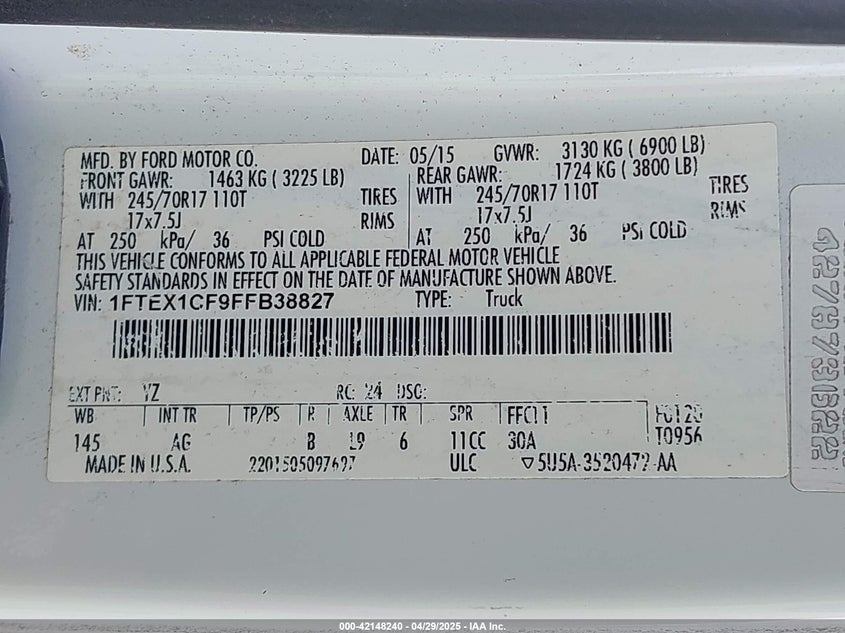 MFD. BY FORD MOTOR CO. DATE: 05/15 GVWR: 3130 KG ( 6900 LB)
FRONT GAWR: 1463 KG ( 3225 LB) REAR GAWR: 1724 KG ( 3800 LB)
WITH 245/70R17 110T TIRES WITH 245/70R17 110T TIRES
17x7.5J RIMS 17x7.5J RIMS
AT 250 kPa/ 36 PSI COLD AT 250 kPa/ 36 PSI COLD
THIS VEHICLE CONFORMS TO ALL APPLICABLE FEDERAL MOTOR VEHICLE
SAFETY STANDARDS IN EFFECT ON THE DATE OF MANUFACTURE SHOWN ABOVE.
VIN: 1FTEX1CF9FFB38827 TYPE: Truck
EXT PNT: YZ RC: 24 DSO:
WB INT TR TP/PS R AXLE TR SPR
145 AG B L9 6 11CC 30A T0956
MADE IN U.S.A. ULC ▽5U5A-3520472-AA
000-42148240 - 04/29/2025 - IAA Inc.